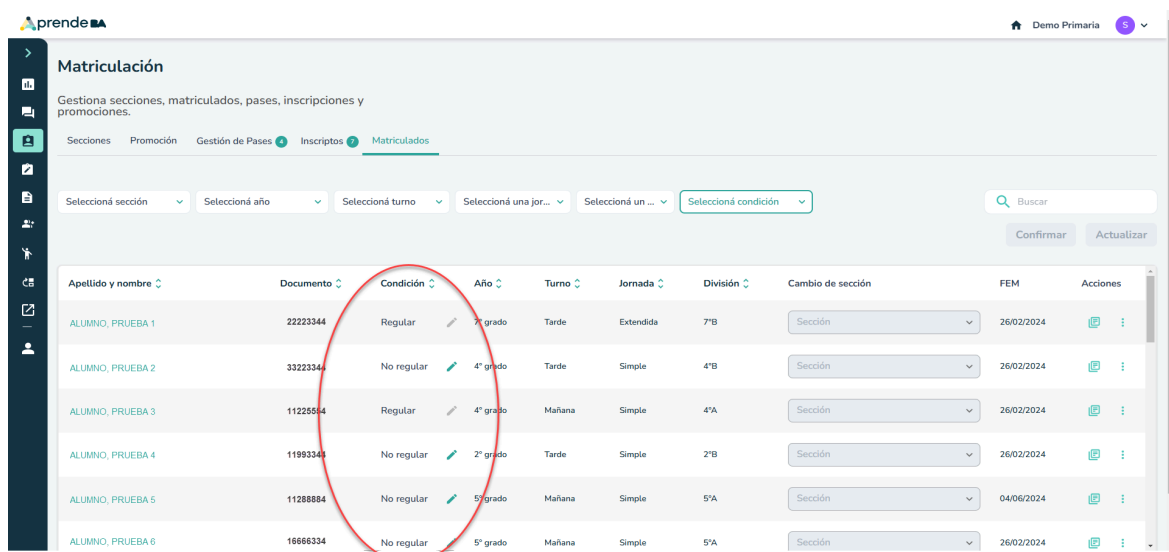 Aprende BA
Demo Primaria S
Matriculación
Gestiona secciones, matriculados, pases, inscripciones y
promociones.
Secciones Promoción Gestión de Pases 4 Inscriptos 7 Matriculados
Seleccioná sección Seleccioná año Seleccioná turno Seleccioná una jor... Seleccioná un ... Seleccioná condición Buscar
Confirmar Actualizar
Apellido y nombre Documento Condición Año Turno Jornada División Cambio de sección FEM Acciones
ALUMNO, PRUEBA 1 22223344 Regular 7° grado Tarde Extendida 7°B Sección 26/02/2024
ALUMNO, PRUEBA 2 33223344 No regular 4° grado Tarde Simple 4°B Sección 26/02/2024
ALUMNO, PRUEBA 3 11225554 Regular 4° grado Mañana Simple 4°A Sección 26/02/2024
ALUMNO, PRUEBA 4 11993344 No regular 2° grado Tarde Simple 2°B Sección 26/02/2024
ALUMNO, PRUEBA 5 11288884 No regular 5° grado Mañana Simple 5°A Sección 04/06/2024
ALUMNO, PRUEBA 6 16666334 No regular 5° grado Mañana Simple 5°A Sección 26/02/2024